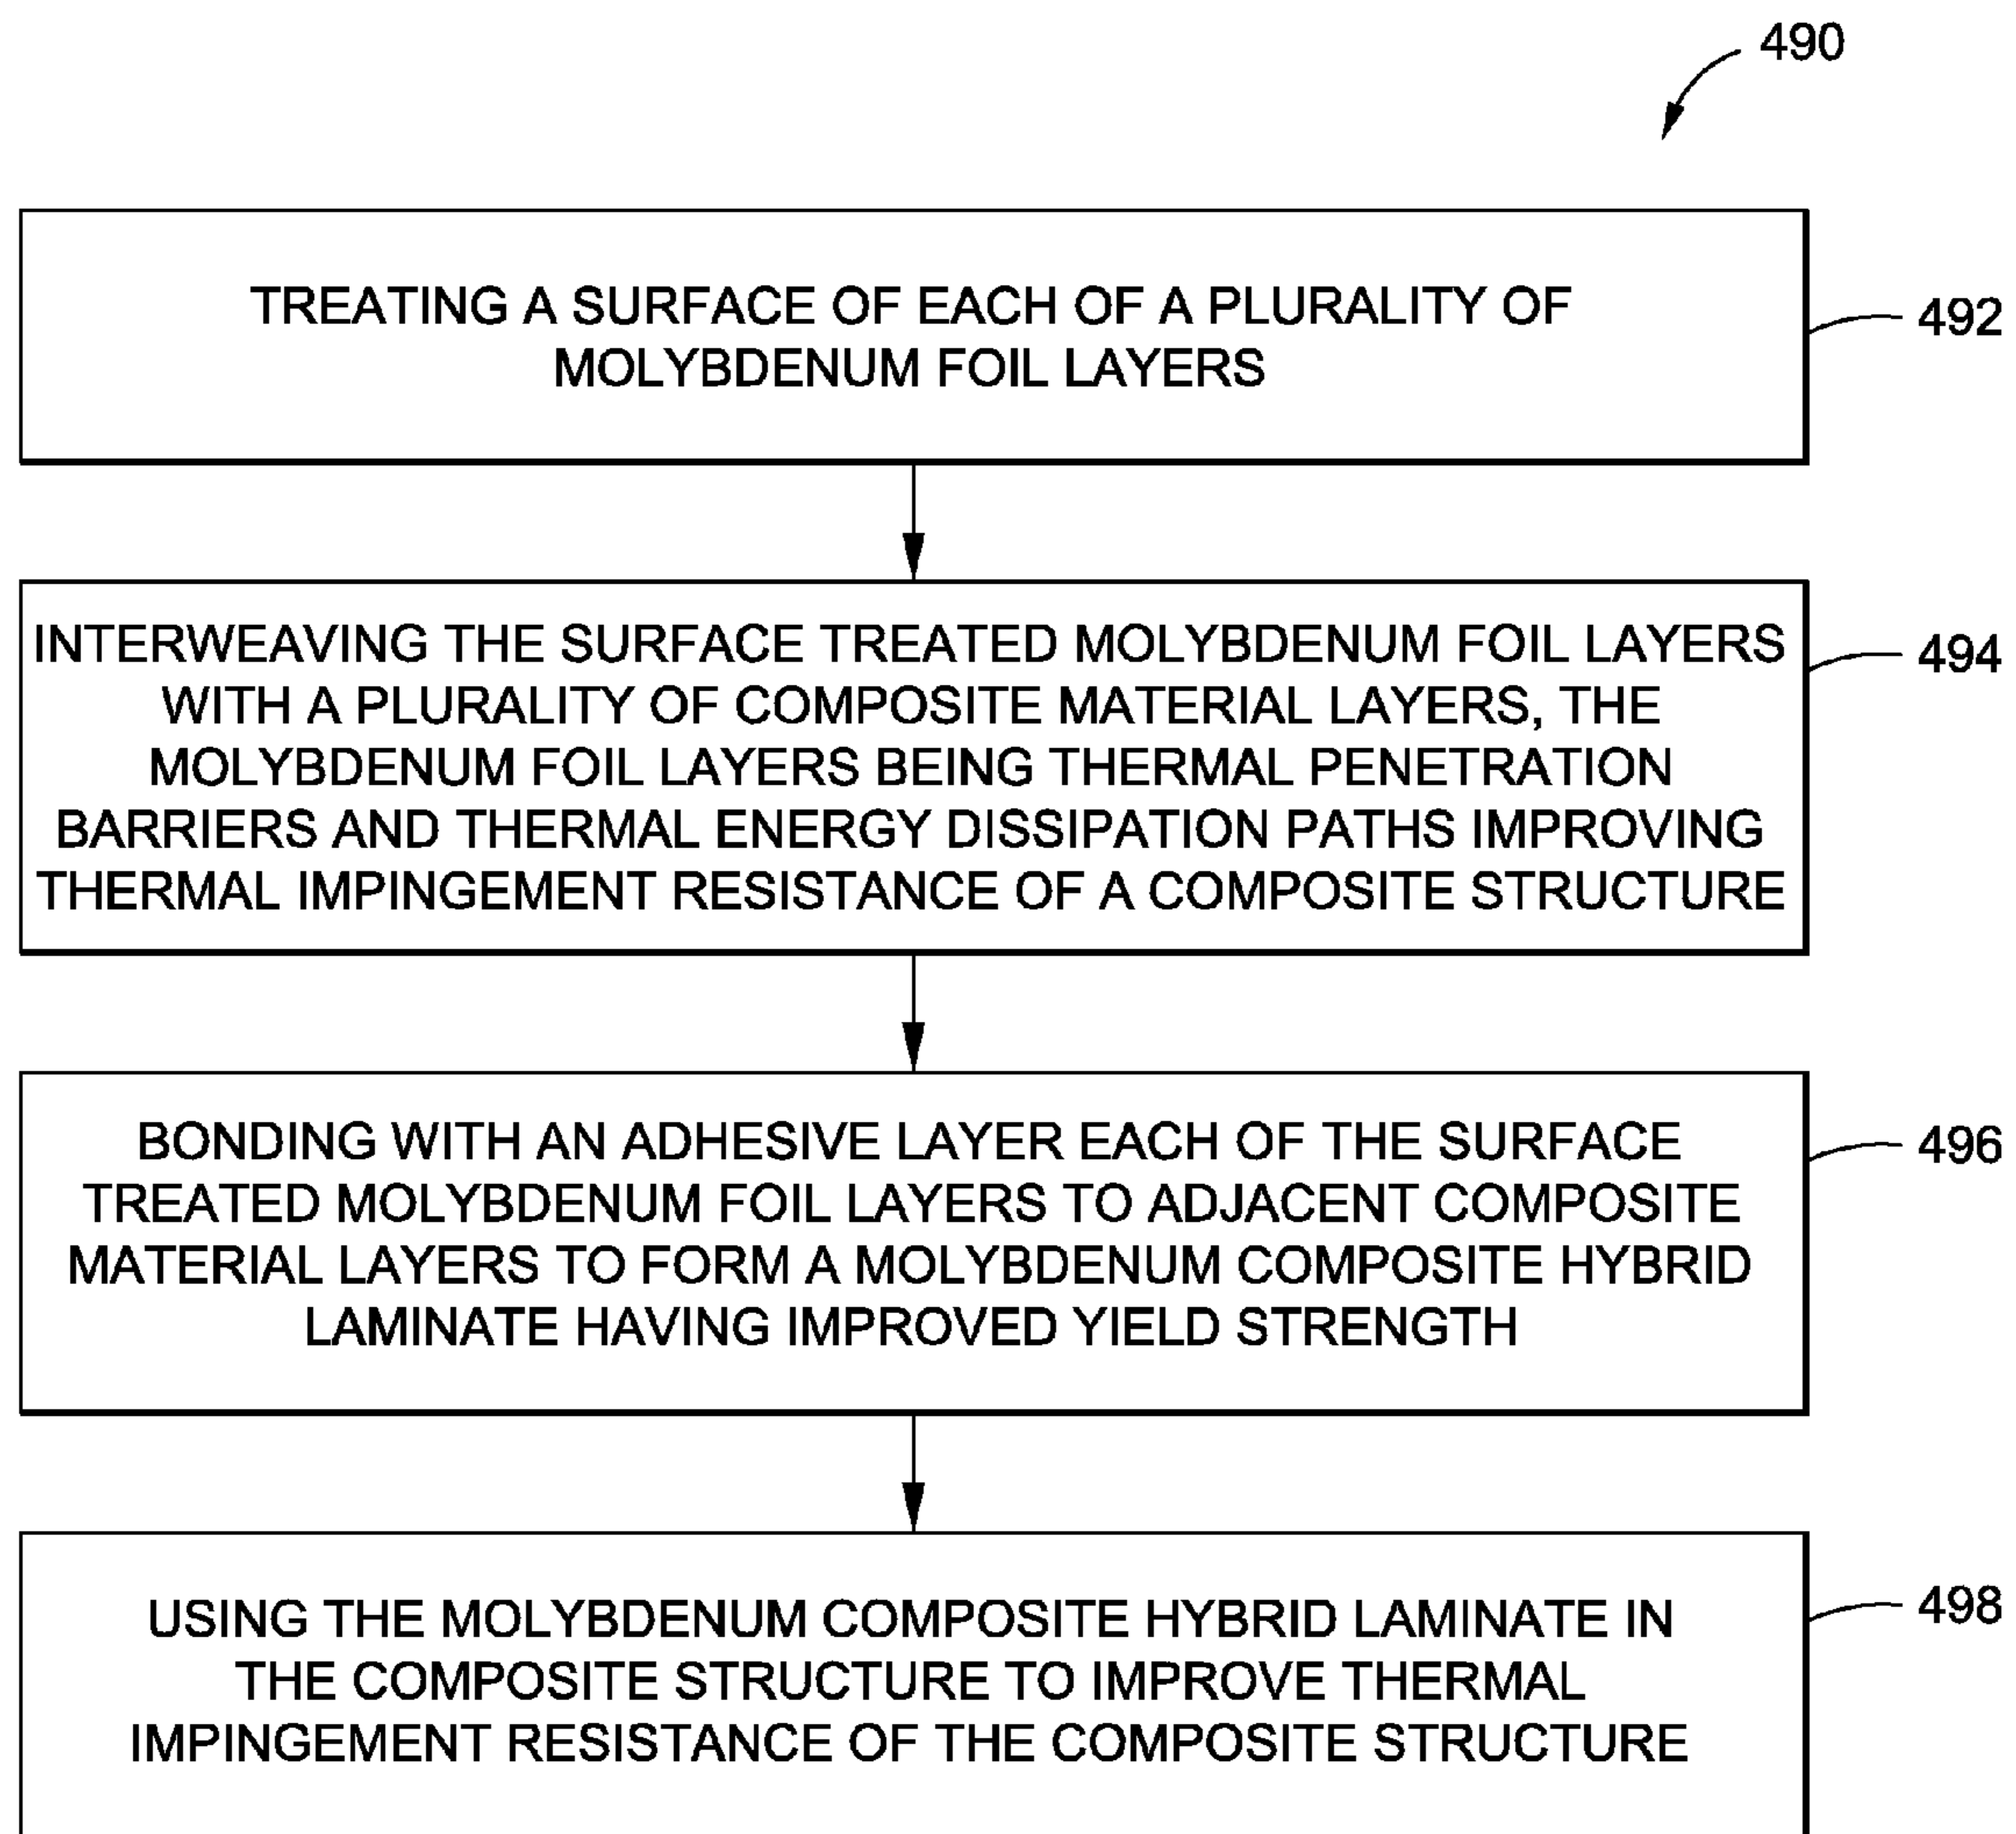 490
TREATING A SURFACE OF EACH OF A PLURALITY OF
MOLYBDENUM FOIL LAYERS
492
INTERWEAVING THE SURFACE TREATED MOLYBDENUM FOIL LAYERS
WITH A PLURALITY OF COMPOSITE MATERIAL LAYERS, THE
MOLYBDENUM FOIL LAYERS BEING THERMAL PENETRATION
BARRIERS AND THERMAL ENERGY DISSIPATION PATHS IMPROVING
THERMAL IMPINGEMENT RESISTANCE OF A COMPOSITE STRUCTURE
494
BONDING WITH AN ADHESIVE LAYER EACH OF THE SURFACE
TREATED MOLYBDENUM FOIL LAYERS TO ADJACENT COMPOSITE
MATERIAL LAYERS TO FORM A MOLYBDENUM COMPOSITE HYBRID
LAMINATE HAVING IMPROVED YIELD STRENGTH
496
USING THE MOLYBDENUM COMPOSITE HYBRID LAMINATE IN
THE COMPOSITE STRUCTURE TO IMPROVE THERMAL
IMPINGEMENT RESISTANCE OF THE COMPOSITE STRUCTURE
498